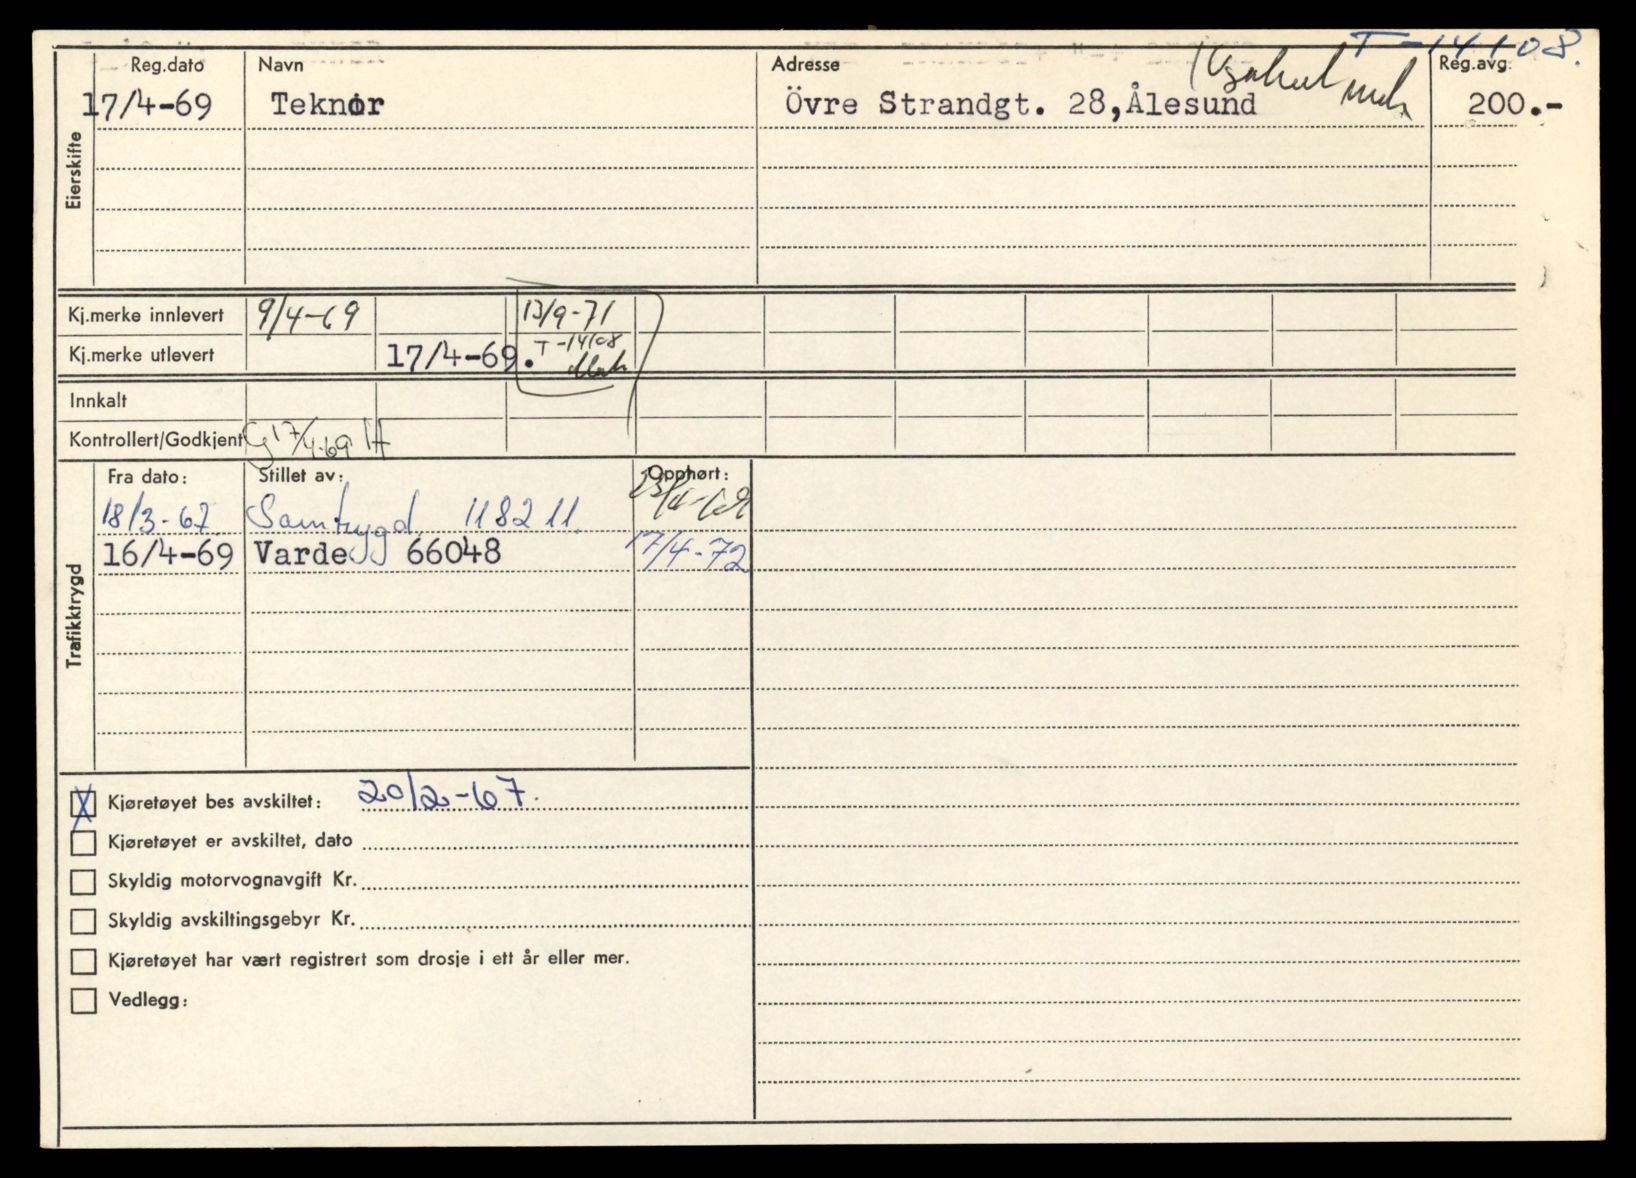 T-14108.
Reg.dato Navn Adresse Reg.avg.
17/4-69 Teknor Övre Strandgt. 28, Ålesund 200.-
Eierskifte
Kj.merke innlevert 9/4-69 13/9-71
Kj.merke utlevert 17/4-69. T-14108
Innkalt
Kontrollert/Godkjent G 17/4-69 H
Fra dato: Stillet av: Opphørt:
18/3-67 Samtrygd 118211
16/4-69 Varde 66048 17/4-72
Trafikktrygd
Kjøretøyet bes avskiltet: 20/2-67.
Kjøretøyet er avskiltet, dato
Skyldig motorvognavgift Kr.
Skyldig avskiltingsgebyr Kr.
Kjøretøyet har vært registrert som drosje i ett år eller mer.
Vedlegg: